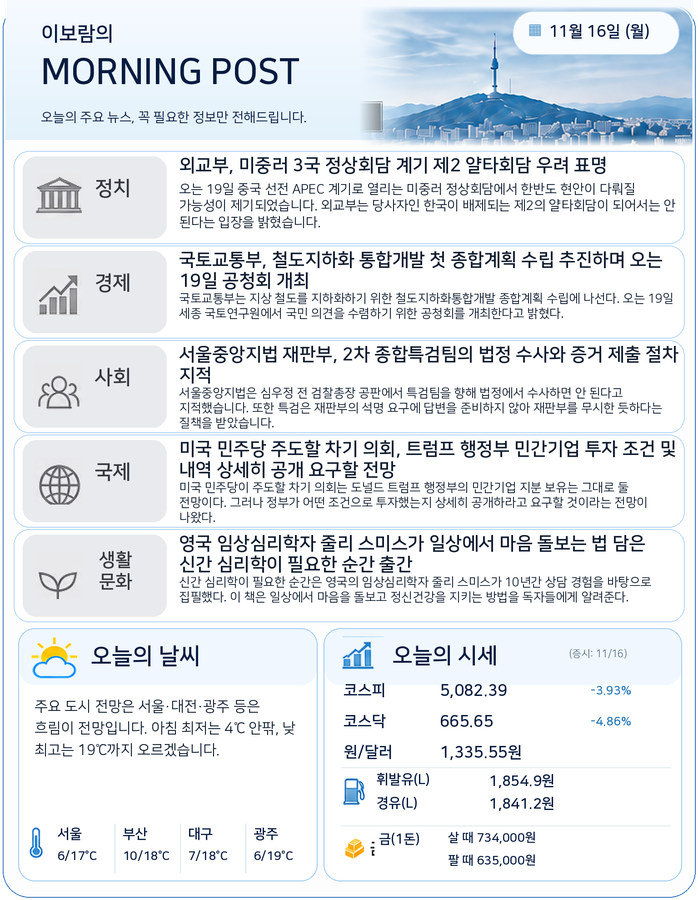 이보람의
MORNING POST
오늘의 주요 뉴스, 꼭 필요한 정보만 전해드립니다.
11월 16일 (월)
정치
외교부, 미중러 3국 정상회담 계기 제2 얄타회담 우려 표명
오는 19일 중국 선전 APEC 계기로 열리는 미중러 정상회담에서 한반도 현안이 다뤄질
가능성이 제기되었습니다. 외교부는 당사자인 한국이 배제되는 제2의 얄타회담이 되어서는 안
된다는 입장을 밝혔습니다.
경제
국토교통부, 철도지하화 통합개발 첫 종합계획 수립 추진하며 오는
19일 공청회 개최
국토교통부는 지상 철도를 지하화하기 위한 철도지하화통합개발 종합계획 수립에 나선다. 오는 19일
세종 국토연구원에서 국민 의견을 수렴하기 위한 공청회를 개최한다고 밝혔다.
사회
서울중앙지법 재판부, 2차 종합특검팀의 법정 수사와 증거 제출 절차
지적
서울중앙지법은 심우정 전 검찰총장 공판에서 특검팀을 향해 법정에서 수사하면 안 된다고
지적했습니다. 또한 특검은 재판부의 석명 요구에 답변을 준비하지 않아 재판부를 무시한 듯하다는
질책을 받았습니다.
국제
미국 민주당 주도할 차기 의회, 트럼프 행정부 민간기업 투자 조건 및
내역 상세히 공개 요구할 전망
미국 민주당이 주도할 차기 의회는 도널드 트럼프 행정부의 민간기업 지분 보유는 그대로 둘
전망이다. 그러나 정부가 어떤 조건으로 투자했는지 상세히 공개하라고 요구할 것이라는 전망이
나왔다.
생활
문화
영국 임상심리학자 줄리 스미스가 일상에서 마음 돌보는 법 담은
신간 심리학이 필요한 순간 출간
신간 심리학이 필요한 순간은 영국의 임상심리학자 줄리 스미스가 10년간 상담 경험을 바탕으로
집필했다. 이 책은 일상에서 마음을 돌보고 정신건강을 지키는 방법을 독자들에게 알려준다.
오늘의 날씨
주요 도시 전망은 서울·대전·광주 등은
흐림이 전망입니다. 아침 최저는 4℃ 안팎, 낮
최고는 19℃까지 오르겠습니다.
서울 부산 대구 광주
6/17°C 10/18°C 7/18°C 6/19°C
오늘의 시세 (증시: 11/16)
코스피 5,082.39 -3.93%
코스닥 665.65 -4.86%
원/달러 1,335.55원
휘발유(L) 1,854.9원
경유(L) 1,841.2원
금(1돈) 살 때 734,000원
팔 때 635,000원